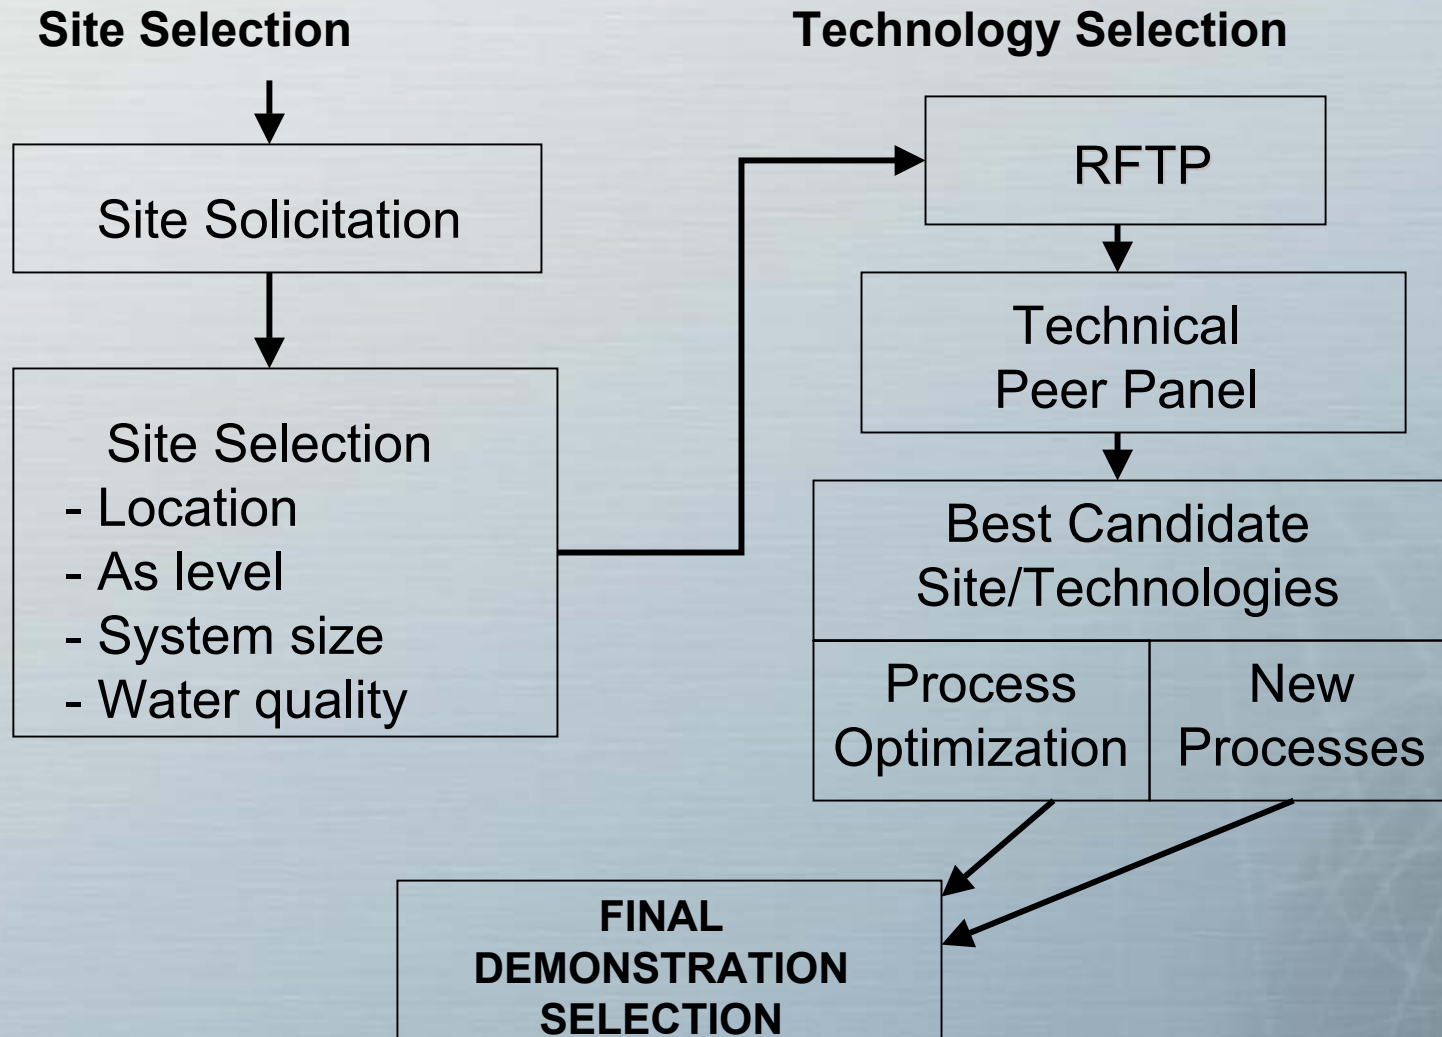 Site Selection
Site Solicitation
Site Selection
- Location
- As level
- System size
- Water quality
Technology Selection
RFTP
Technical
Peer Panel
Best Candidate
Site/Technologies
Process
Optimization
New
Processes
FINAL
DEMONSTRATION
SELECTION